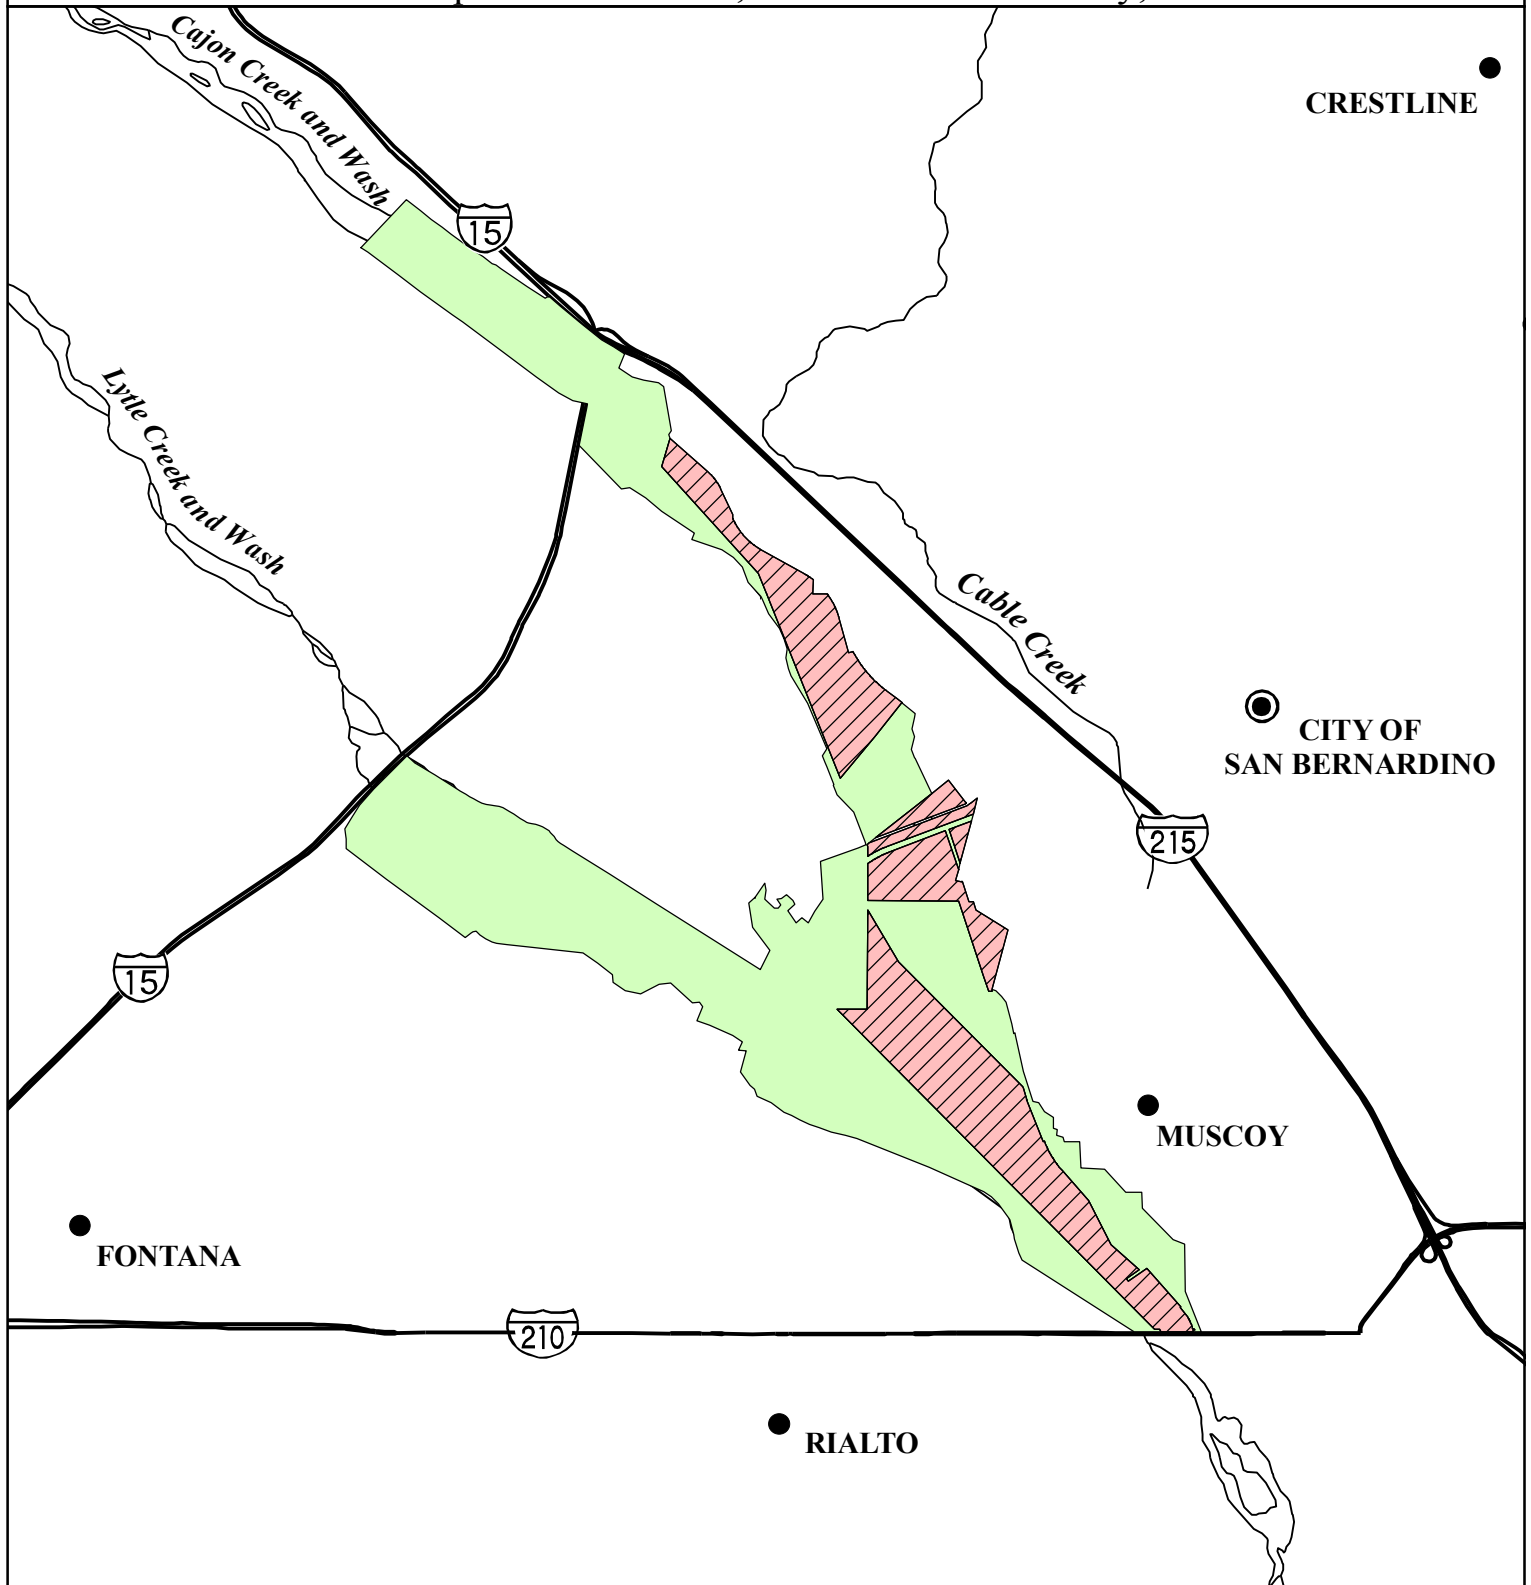 Cajon Creek and Wash
CRESTLINE
15
Lytle Creek and Wash
Cable Creek
CITY OF
SAN BERNARDINO
215
15
MUSCOY
FONTANA
210
RIALTO